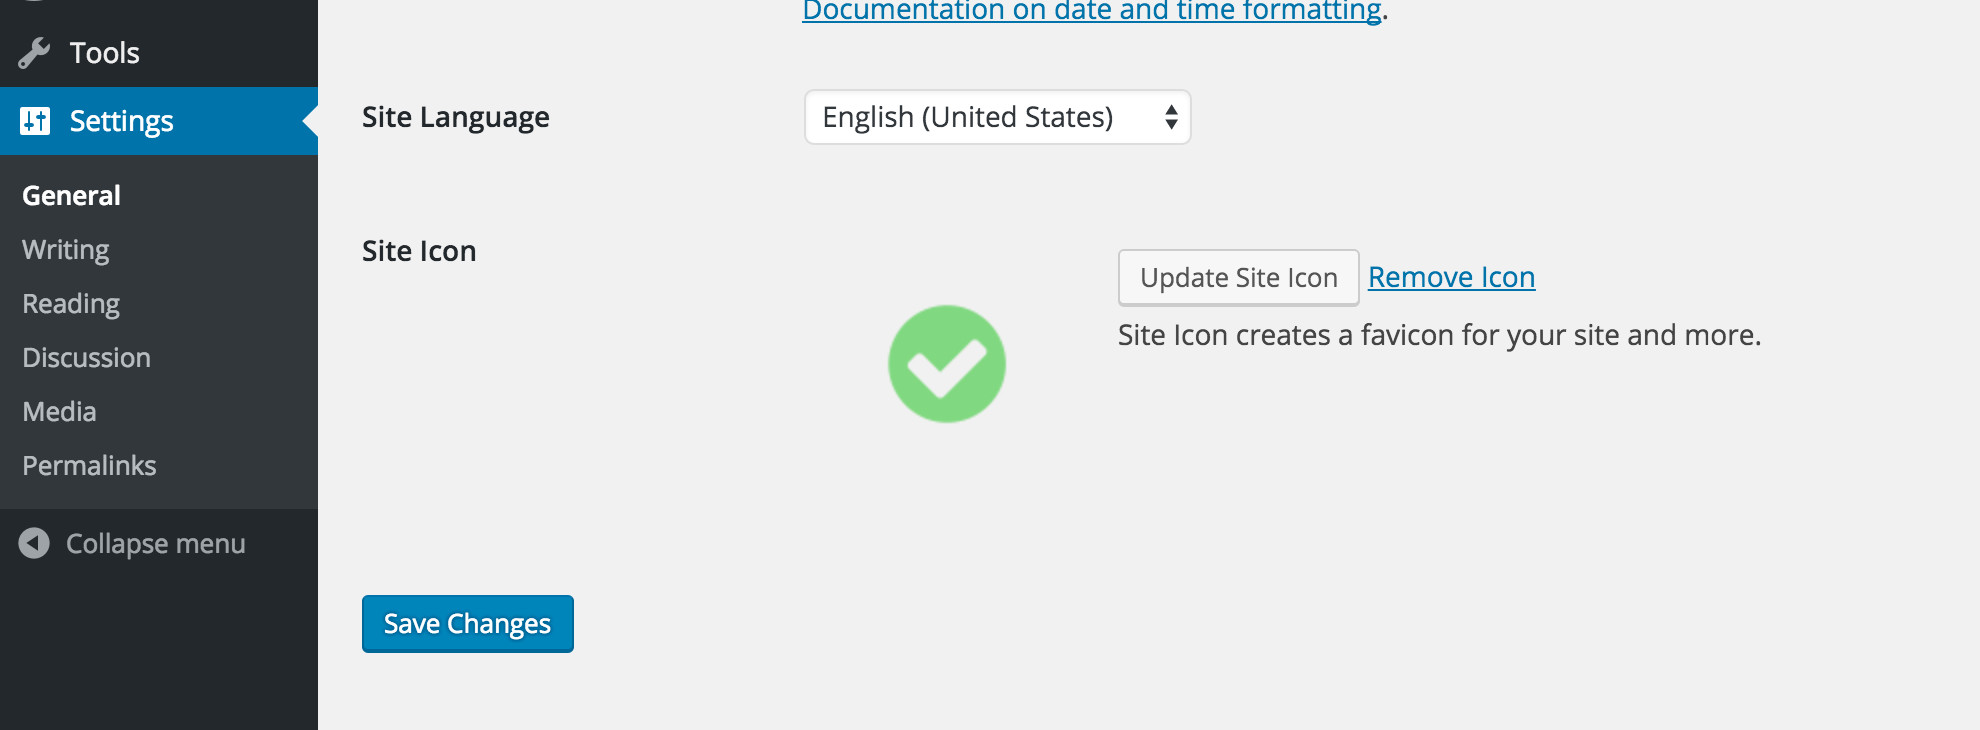 Tools
Settings
General
Writing
Reading
Discussion
Media
Permalinks
Collapse menu
Documentation on date and time formatting.
Site Language
English (United States)
Site Icon
Update Site Icon Remove Icon
Site Icon creates a favicon for your site and more.
Save Changes